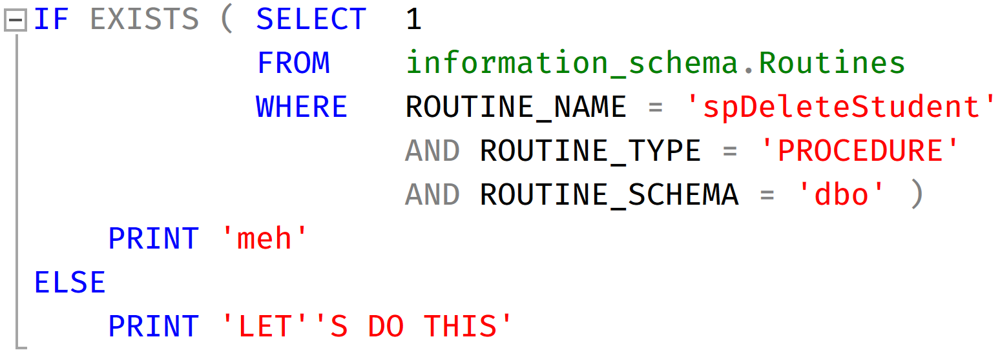 IF EXISTS ( SELECT 1
FROM information_schema.Routines
WHERE ROUTINE_NAME = 'spDeleteStudent'
AND ROUTINE_TYPE = 'PROCEDURE'
AND ROUTINE_SCHEMA = 'dbo' )
PRINT 'meh'
ELSE
PRINT 'LET''S DO THIS'